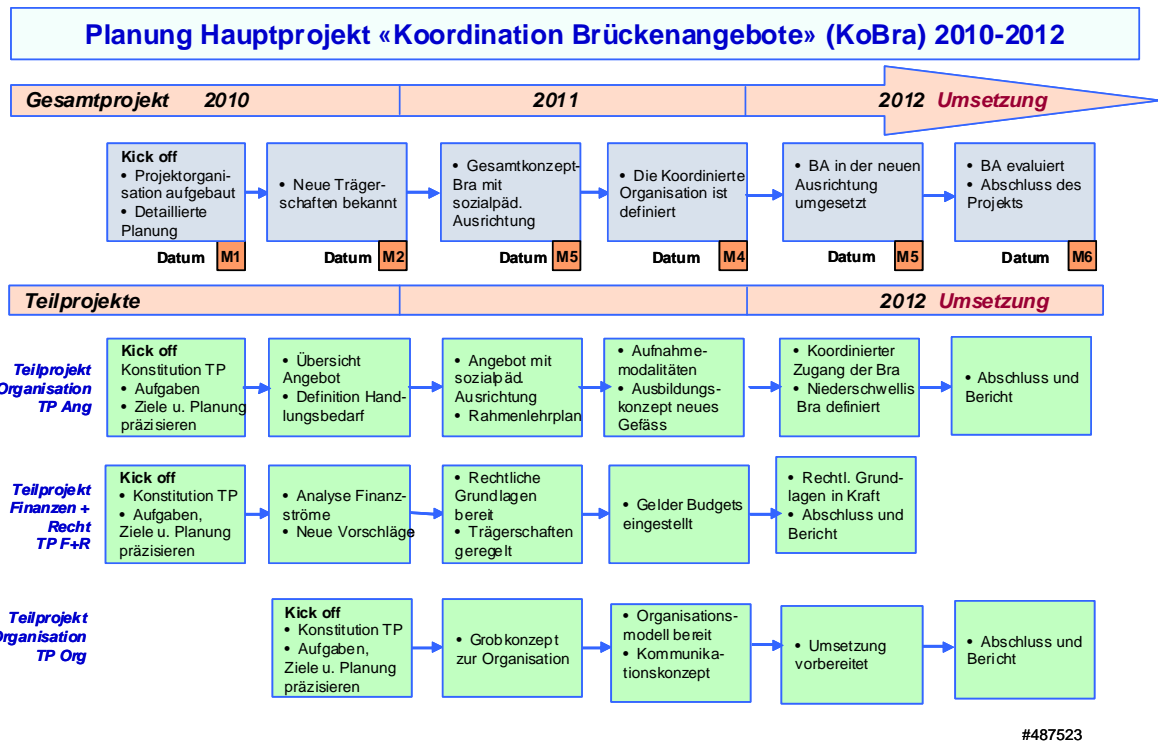 Planung Hauptprojekt «Koordination Brückenangebote» (KoBra) 2010-2012
Gesamtprojekt 2010 2011 2012 Umsetzung
Kick off
• Projektorgani-
sation aufgebaut
• Detaillierte
Planung
Datum M1
• Neue Träger-
schaften bekannt
Datum M2
• Gesamtkonzept-
Bra mit
sozialpäd.
Ausrichtung
Datum M5
• Die Koordinierte
Organisation ist
definiert
Datum M4
• BA in der neuen
Ausrichtung
umgesetzt
Datum M5
• BA evaluiert
• Abschluss des
Projekts
Datum M6
Teilprojekte 2012 Umsetzung
Teilprojekt
Organisation
TP Ang
Kick off
Konstitution TP
• Aufgaben
• Ziele u. Planung
präzisieren
• Übersicht
Angebot
• Definition Hand-
lungsbedarf
• Angebot mit
sozialpäd.
Ausrichtung
• Rahmenlehrplan
• Aufnahme-
modalitäten
• Ausbildungs-
konzept neues
Gefäss
• Koordinierter
Zugang der Bra
• Niederschwellis
Bra definiert
• Abschluss und
Bericht
Teilprojekt
Finanzen +
Recht
TP F+R
Kick off
• Konstitution TP
• Aufgaben,
Ziele u. Planung
präzisieren
• Analyse Finanz-
ströme
• Neue Vorschläge
• Rechtliche
Grundlagen
bereit
• Trägerschaften
geregelt
• Gelder Budgets
eingestellt
• Rechtl. Grund-
lagen in Kraft
• Abschluss und
Bericht
Teilprojekt
Organisation
TP Org
Kick off
• Konstitution TP
• Aufgaben,
Ziele u. Planung
präzisieren
• Grobkonzept
zur Organisation
• Organisations-
modell bereit
• Kommunika-
tionskonzept
• Umsetzung
vorbereitet
• Abschluss und
Bericht
#487523